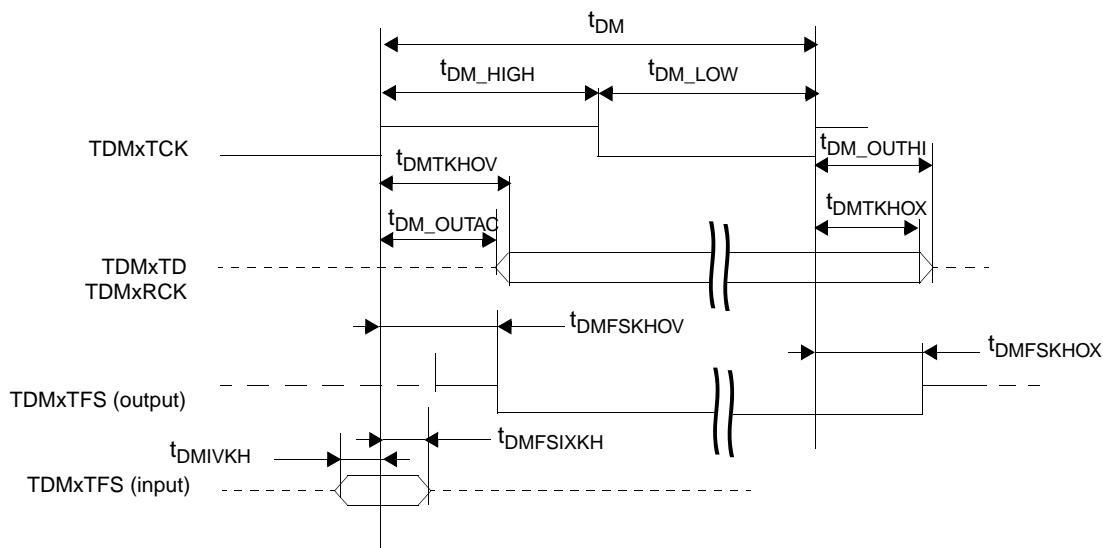 tDM
tDM_HIGH
tDM_LOW
TDMxTCK
tDM_OUTHI
tDMTKHOV
tDMTKHOX
tDM_OUTAC
TDMxTD
TDMxRCK
tDMFSKHOV
tDMFSKHOX
TDMxTFS (output)
tDMIVKH
tDMFSIXKH
TDMxTFS (input)